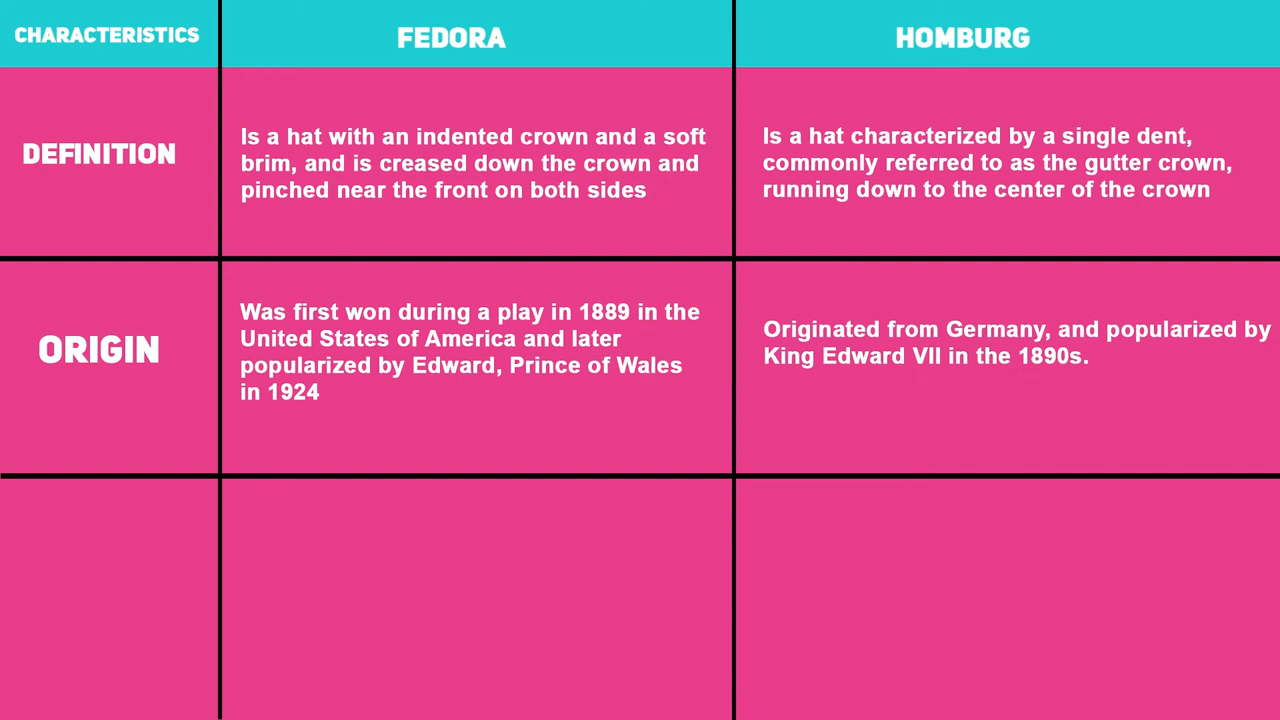 CHARACTERISTICS
FEDORA
HOMBURG
DEFINITION
Is a hat with an indented crown and a soft
brim, and is creased down the crown and
pinched near the front on both sides
Is a hat characterized by a single dent,
commonly referred to as the gutter crown,
running down to the center of the crown
ORIGIN
Was first won during a play in 1889 in the
United States of America and later
popularized by Edward, Prince of Wales
in 1924
Originated from Germany, and popularized by
King Edward VII in the 1890s.